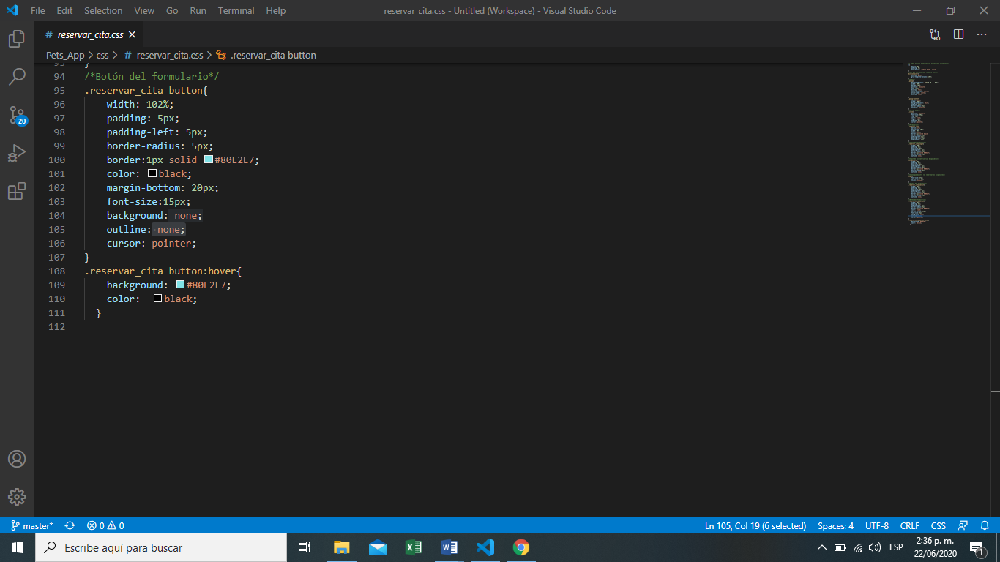 File Edit Selection View Go Run Terminal Help reservar_cita.css - Untitled (Workspace) - Visual Studio Code
# reservar_cita.css
Pets_App > css > # reservar_cita.css > .reservar_cita button
93 }
94 /*Botón del formulario*/
95 .reservar_cita button{
96 width: 102%;
97 padding: 5px;
98 padding-left: 5px;
99 border-radius: 5px;
100 border:1px solid #80E2E7;
101 color: black;
102 margin-bottom: 20px;
103 font-size:15px;
104 background: none;
105 outline: none;
106 cursor: pointer;
107 }
108 .reservar_cita button:hover{
109 background: #80E2E7;
110 color: black;
111 }
112
20
master* 0 0 Ln 105, Col 19 (6 selected) Spaces: 4 UTF-8 CRLF CSS
Escribe aquí para buscar
ESP
2:36 p. m.
22/06/2020
1